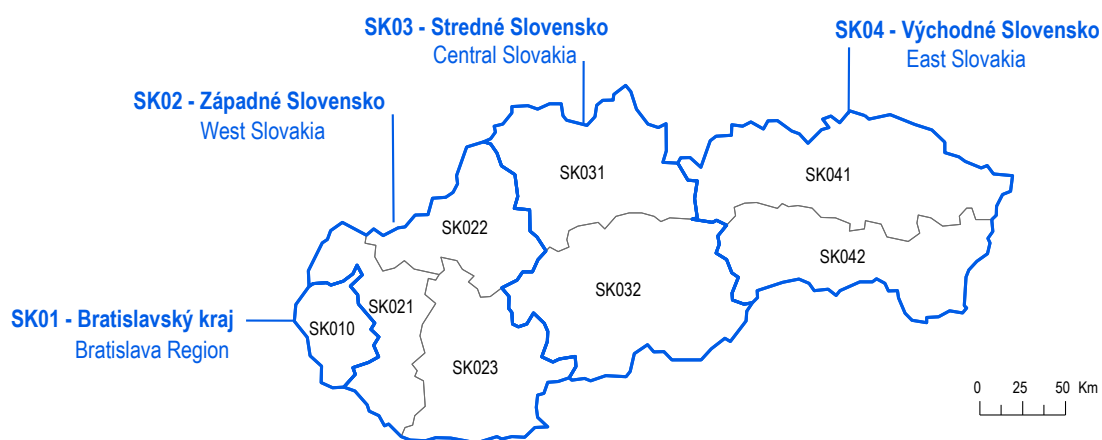 SK03 - Stredné Slovensko
Central Slovakia
SK04 - Východné Slovensko
East Slovakia
SK02 - Západné Slovensko
West Slovakia
SK031
SK041
SK022
SK042
SK032
SK021
SK01 - Bratislavský kraj
Bratislava Region
SK010
SK023
0 25 50 Km